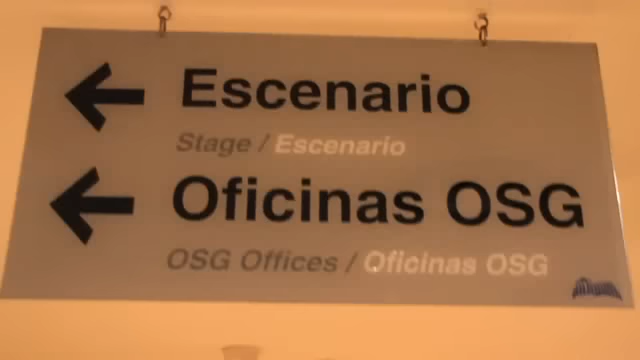 Escenario
Stage / Escenario
Oficinas OSG
OSG Offices / Oficinas OSG